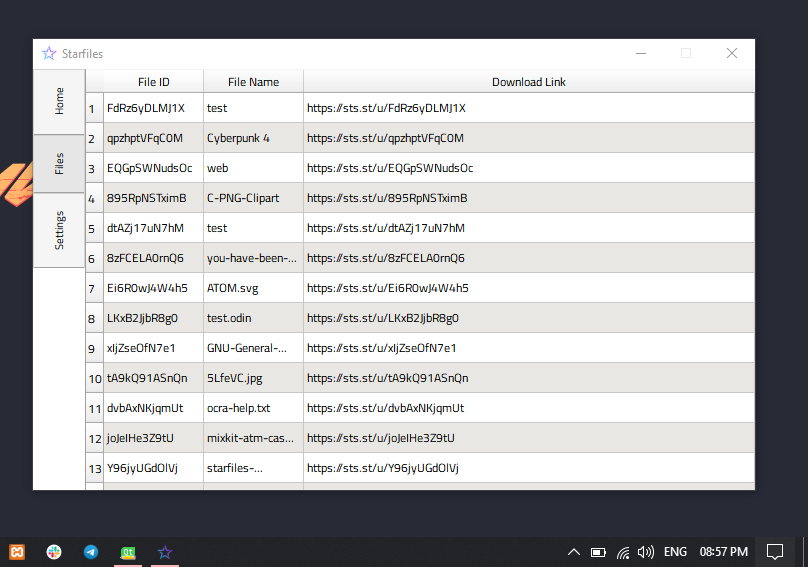 Starfiles
Home
Files
Settings
File ID File Name Download Link
1 FdRz6yDLMJ1X test https://sts.st/u/FdRz6yDLMJ1X
2 qpzhptVFqC0M Cyberpunk 4 https://sts.st/u/qpzhptVFqC0M
3 EQGpSWNudsOc web https://sts.st/u/EQGpSWNudsOc
4 895RpNSTximB C-PNG-Clipart https://sts.st/u/895RpNSTximB
5 dtAZj17uN7hM test https://sts.st/u/dtAZj17uN7hM
6 8zFCELA0rnQ6 you-have-been-... https://sts.st/u/8zFCELA0rnQ6
7 Ei6R0wJ4W4h5 ATOM.svg https://sts.st/u/Ei6R0wJ4W4h5
8 LKxB2JjbR8g0 test.odin https://sts.st/u/LKxB2JjbR8g0
9 xIjZseOfN7e1 GNU-General-... https://sts.st/u/xIjZseOfN7e1
10 tA9kQ91ASnQn 5LfeVC.jpg https://sts.st/u/tA9kQ91ASnQn
11 dvbAxNKjqmUt ocra-help.txt https://sts.st/u/dvbAxNKjqmUt
12 joJeIHe3Z9tU mixkit-atm-cas... https://sts.st/u/joJeIHe3Z9tU
13 Y96jyUGdOlVj starfiles-... https://sts.st/u/Y96jyUGdOlVj
Qt
ENG 08:57 PM